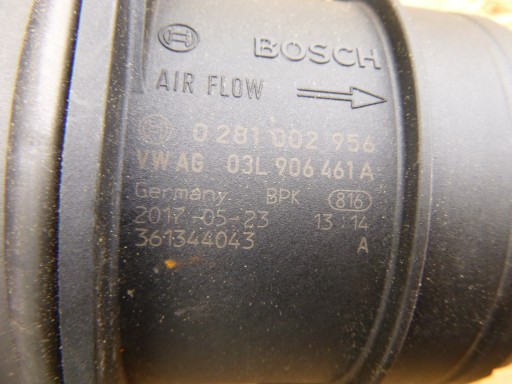 BOSCH
AIR FLOW
0 281 002 956
VW AG 03L 906 461 A
Germany BPK 816
2017-05-23 13:14
361344043 A